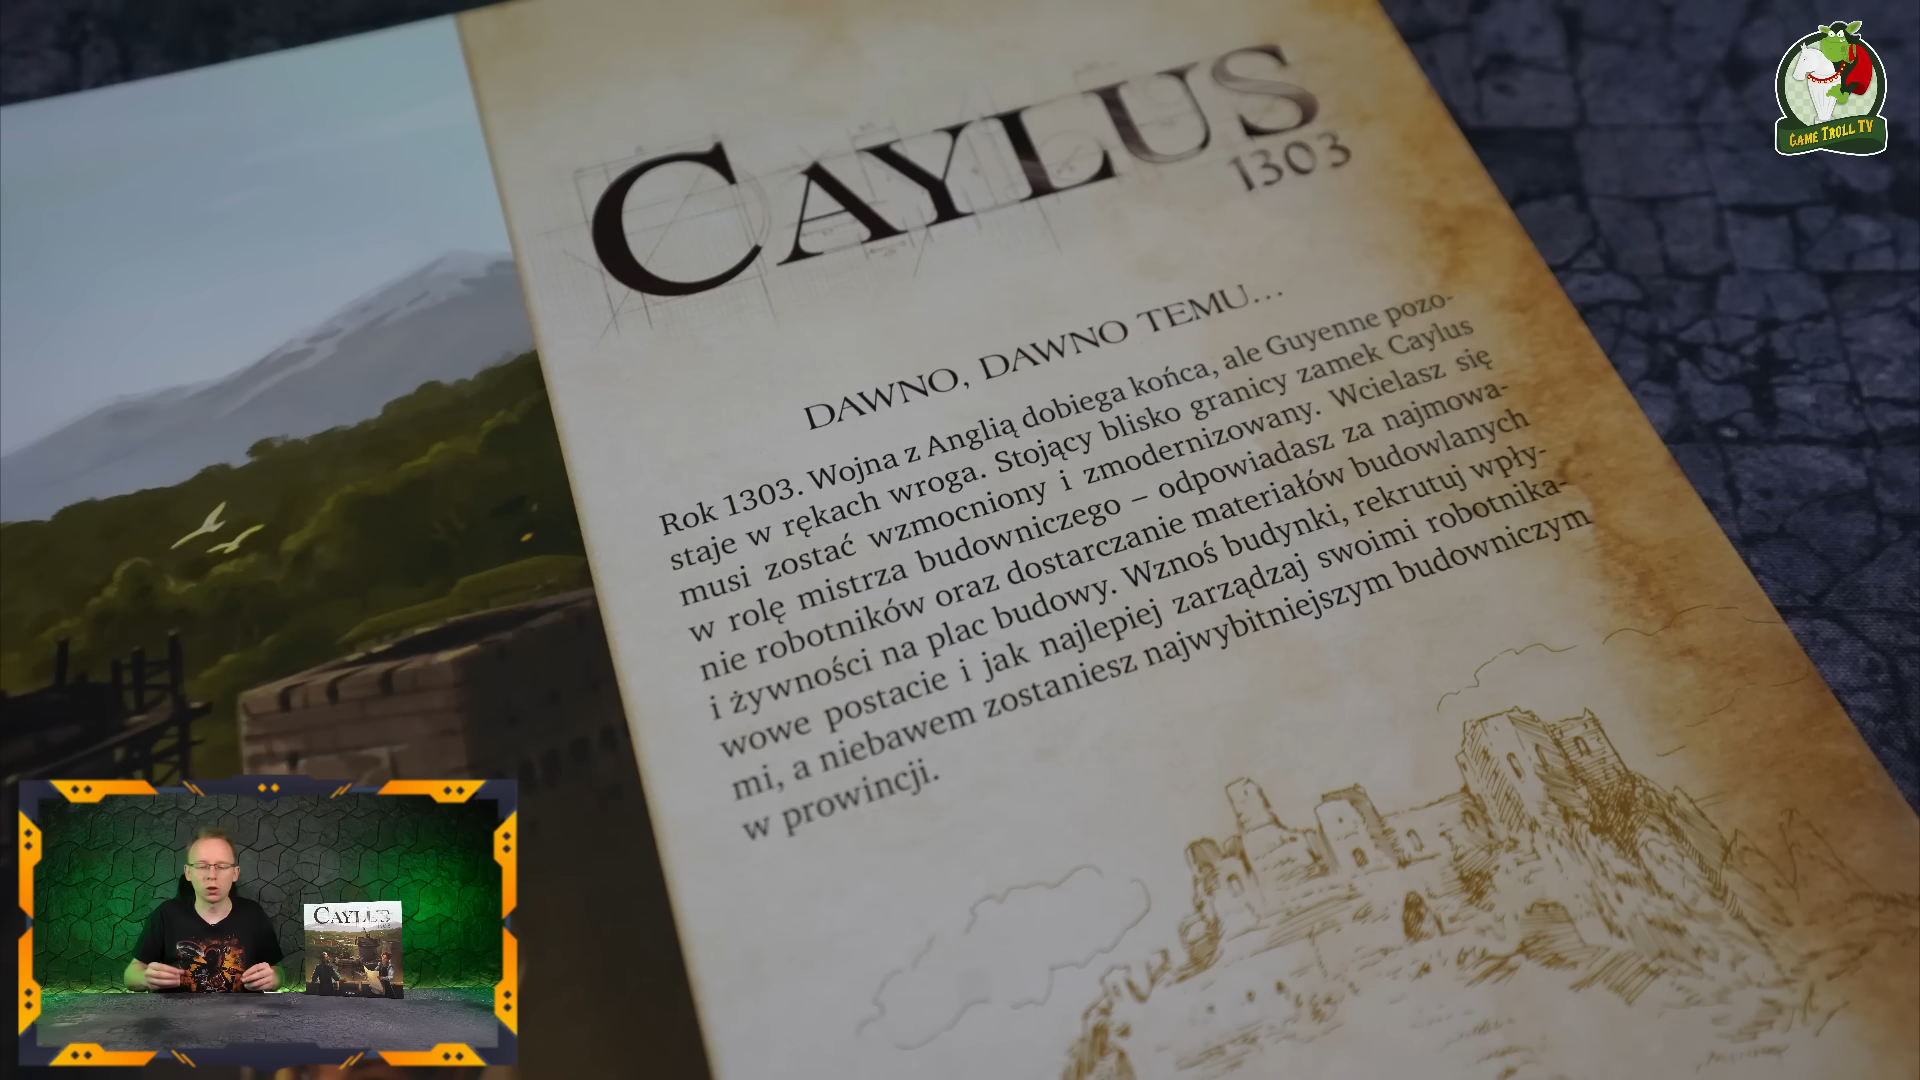 CAYLUS
1303
DAWNO, DAWNO TEMU...
Rok 1303. Wojna z Anglią dobiega końca, ale Guyenne pozo-
staje w rękach wroga. Stojący blisko granicy zamek Caylus
musi zostać wzmocniony i zmodernizowany. Wcielasz się
w rolę mistrza budowniczego – odpowiadasz za najmowa-
nie robotników oraz dostarczanie materiałów budowlanych
i żywności na plac budowy. Wznoś budynki, rekrutuj wpły-
wowe postacie i jak najlepiej zarządzaj swoimi robotnika-
mi, a niebawem zostaniesz najwybitniejszym budowniczym
w prowincji.
GAME TROLL TV
CAYLUS
1303